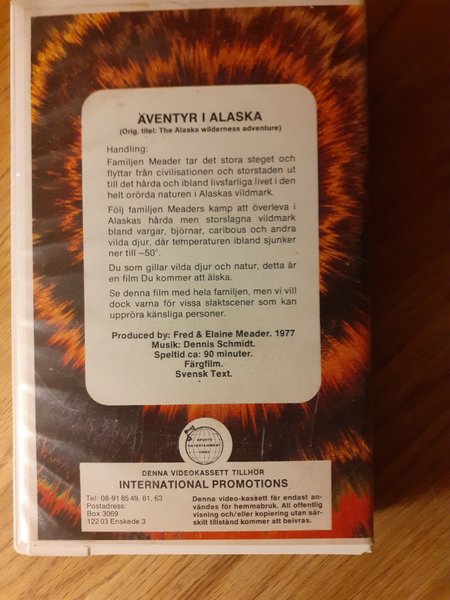 ÄVENTYR I ALASKA
(Orig. titel: The Alaska wilderness adventure)
Handling:
Familjen Meader tar det stora steget och
flyttar från civilisationen och storstaden ut
till det hårda och ibland livsfarliga livet i den
helt orörda naturen i Alaskas vildmark.
Följ familjen Meaders kamp att överleva i
Alaskas hårda men storslagna vildmark
bland vargar, björnar, caribous och andra
vilda djur, där temperaturen ibland sjunker
ner till –50°.
Du som gillar vilda djur och natur, detta är
en film Du kommer att älska.
Se denna film med hela familjen, men vi vill
dock varna för vissa slaktscener som kan
uppröra känsliga personer.
Produced by: Fred & Elaine Meader. 1977
Musik: Dennis Schmidt.
Speltid ca: 90 minuter.
Färgfilm.
Svensk Text.
SPORTS
ENTERTAINMENT
VIDEO
DENNA VIDEOKASSETT TILLHÖR
INTERNATIONAL PROMOTIONS
Tel: 08-91 85 49, 61, 63
Postadress:
Box 3069
122 03 Enskede 3
Denna video-kassett får endast an-
vändas för hemmabruk. All offentlig
visning och/eller kopiering utan sär-
skilt tillstånd kommer att beivras.